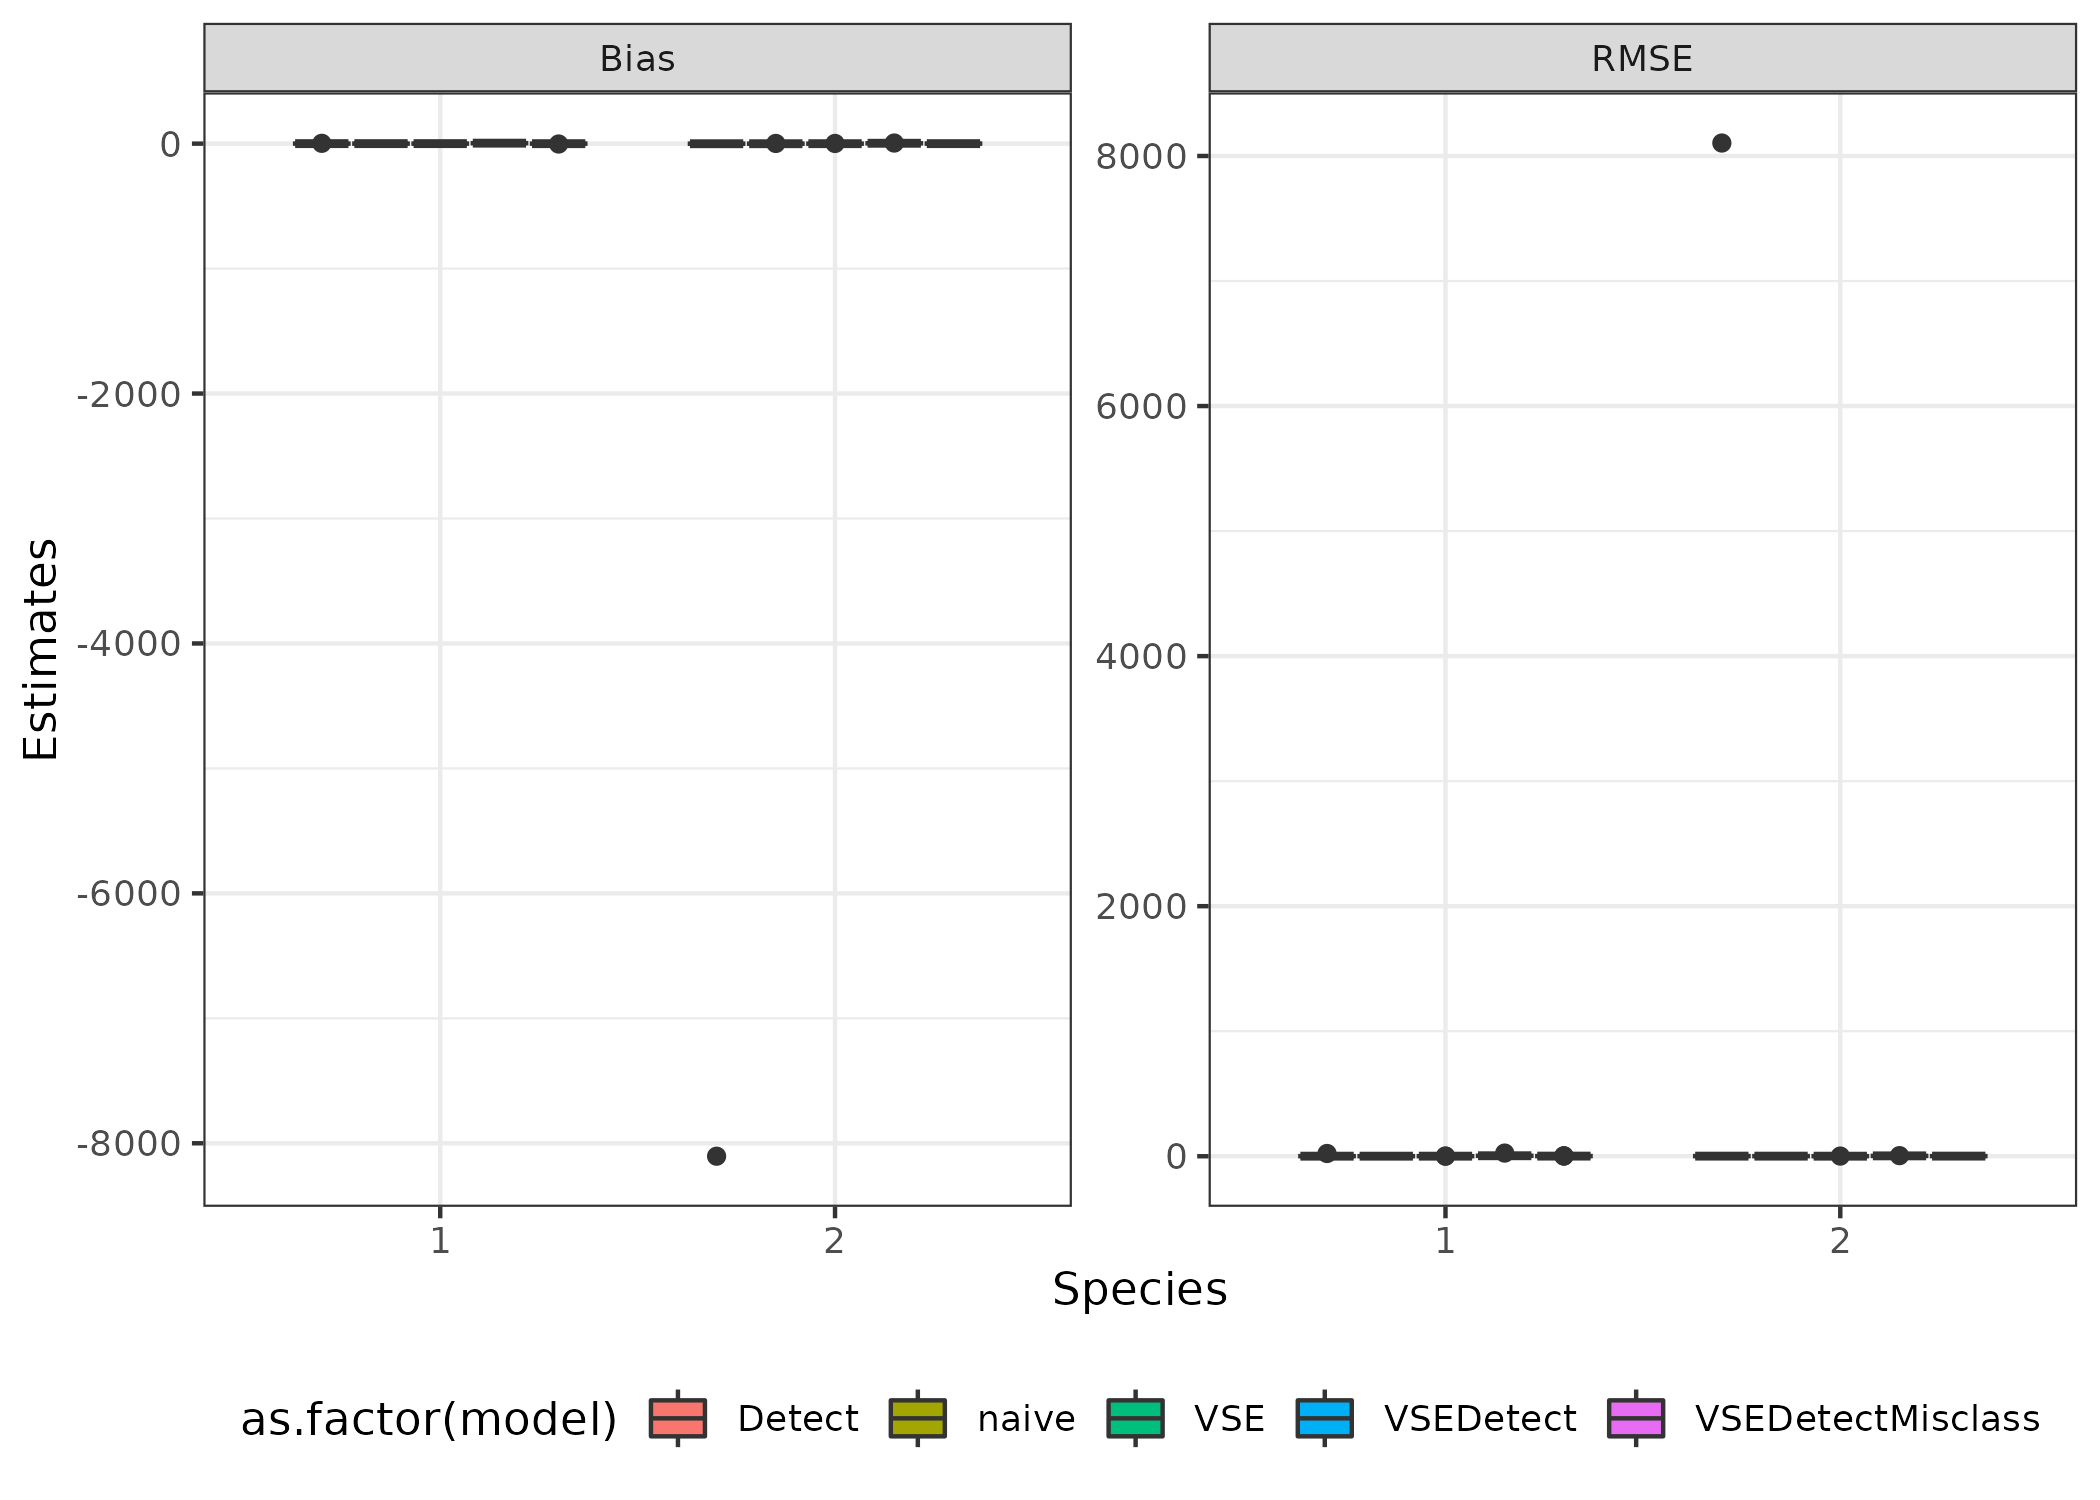 Bias
RMSE
0
-2000
-4000
-6000
-8000
8000
6000
4000
2000
0
Estimates
1
2
1
2
Species
as.factor(model) Detect naive VSE VSEDetect VSEDetectMisclass